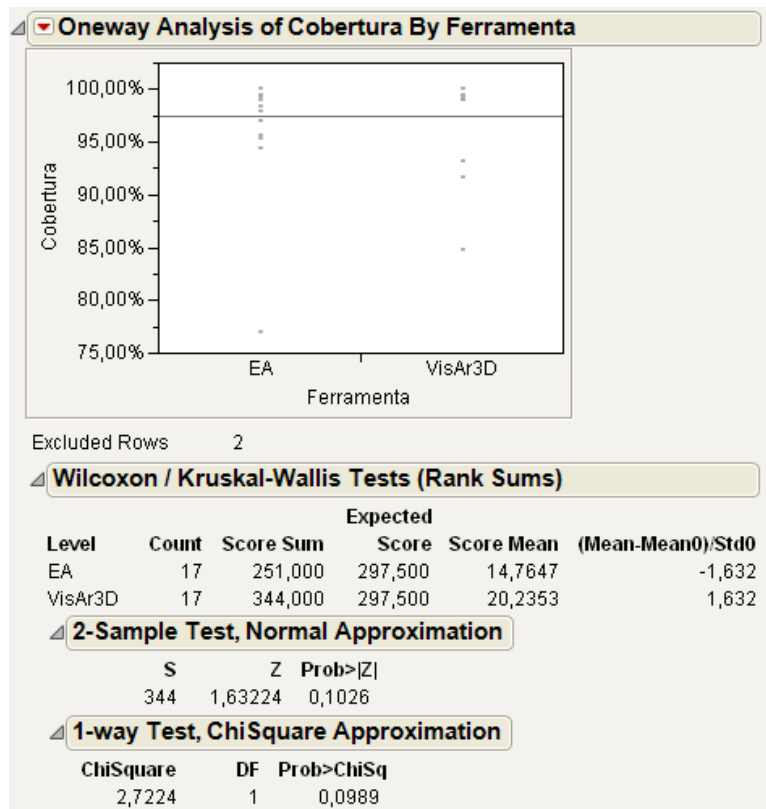 Oneway Analysis of Cobertura By Ferramenta
100,00%
95,00%
90,00%
85,00%
80,00%
75,00%
Cobertura
EA VisAr3D
Ferramenta
Excluded Rows 2
Wilcoxon / Kruskal-Wallis Tests (Rank Sums)
Expected
Level Count Score Sum Score Score Mean (Mean-Mean0)/Std0
EA 17 251,000 297,500 14,7647 -1,632
VisAr3D 17 344,000 297,500 20,2353 1,632
2-Sample Test, Normal Approximation
S Z Prob>|Z|
344 1,63224 0,1026
1-way Test, ChiSquare Approximation
ChiSquare DF Prob>ChiSq
2,7224 1 0,0989